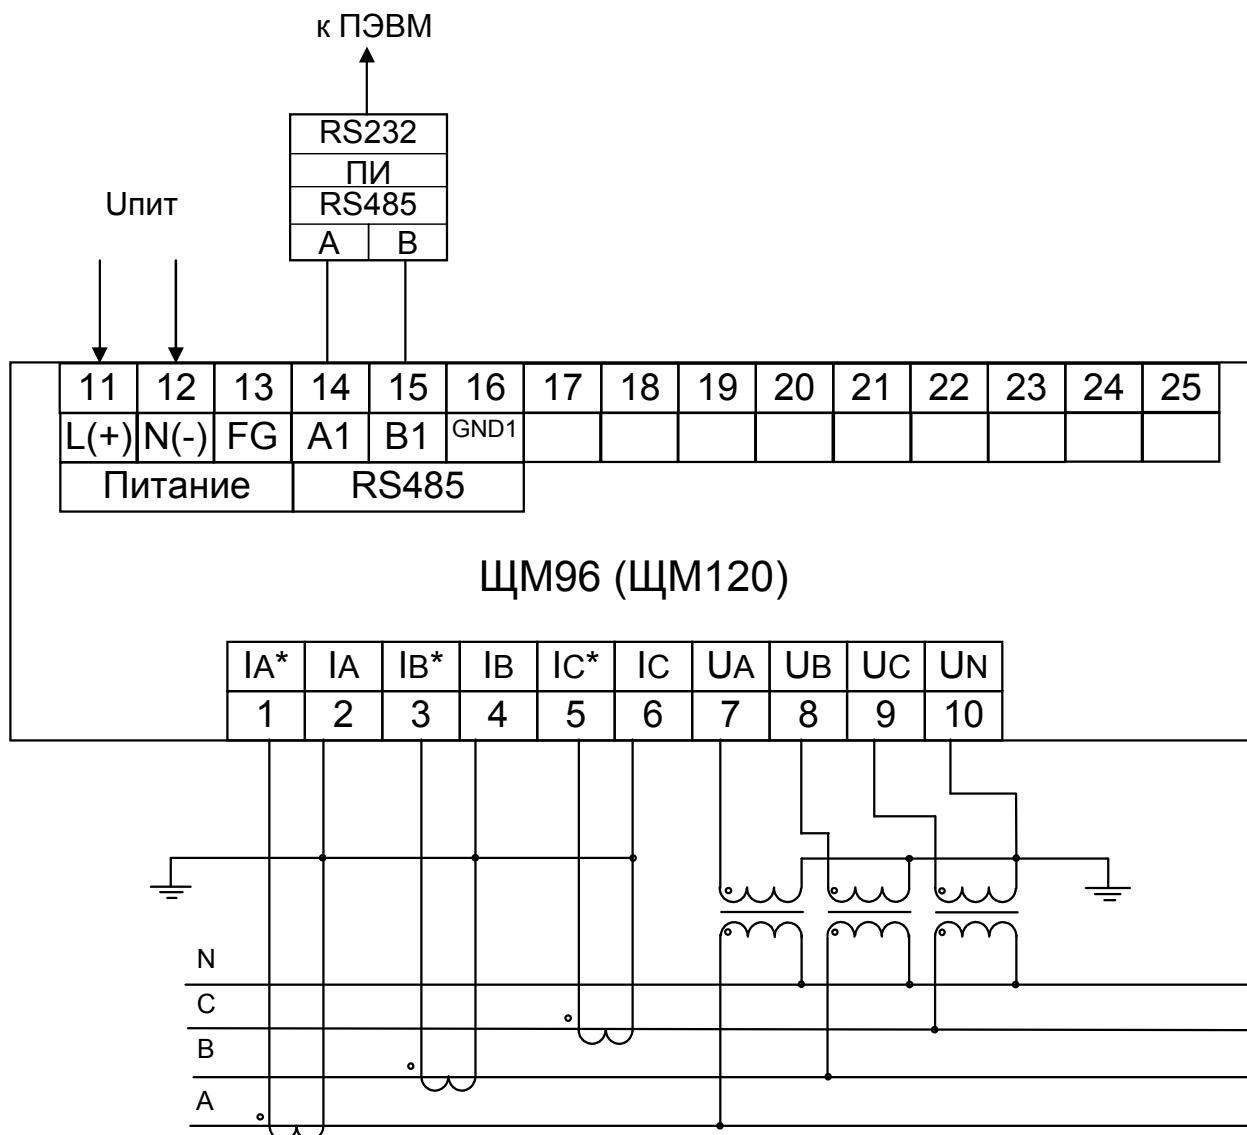 к ПЭВМ
RS232
ПИ
RS485
A B
Uпит
11 12 13 14 15 16 17 18 19 20 21 22 23 24 25
L(+) N(-) FG A1 B1 GND1
Питание RS485
ЩМ96 (ЩМ120)
IA* IA IB* IB IC* IC UA UB UC UN
1 2 3 4 5 6 7 8 9 10
N
C
B
A